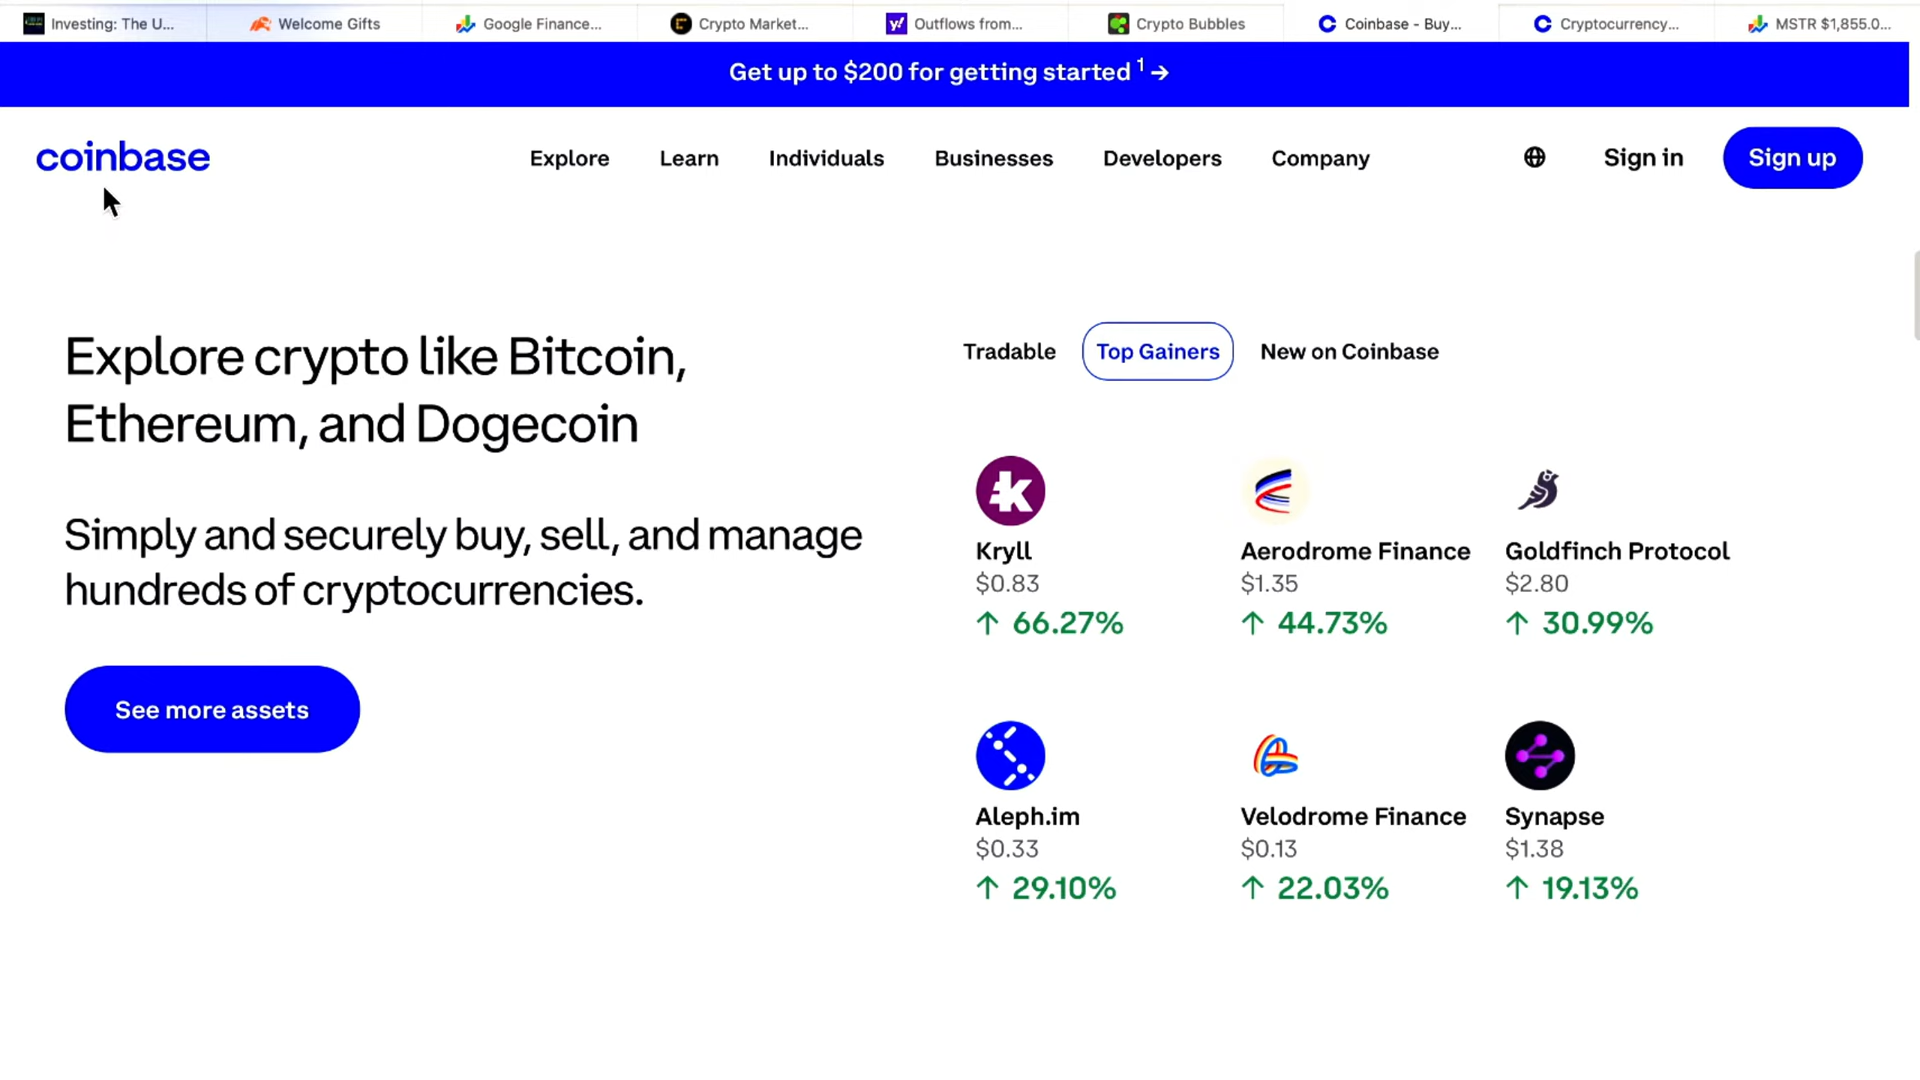 Investing: The U...
Welcome Gifts
Google Finance...
Crypto Market...
Outflows from...
Crypto Bubbles
Coinbase - Buy...
Cryptocurrency...
MSTR $1,855.0...
Get up to $200 for getting started 1 →
coinbase
Explore
Learn
Individuals
Businesses
Developers
Company
Sign in
Sign up
Explore crypto like Bitcoin,
Ethereum, and Dogecoin
Simply and securely buy, sell, and manage
hundreds of cryptocurrencies.
See more assets
Tradable
Top Gainers
New on Coinbase
Kryll
$0.83
↑ 66.27%
Aerodrome Finance
$1.35
↑ 44.73%
Goldfinch Protocol
$2.80
↑ 30.99%
Aleph.im
$0.33
↑ 29.10%
Velodrome Finance
$0.13
↑ 22.03%
Synapse
$1.38
↑ 19.13%